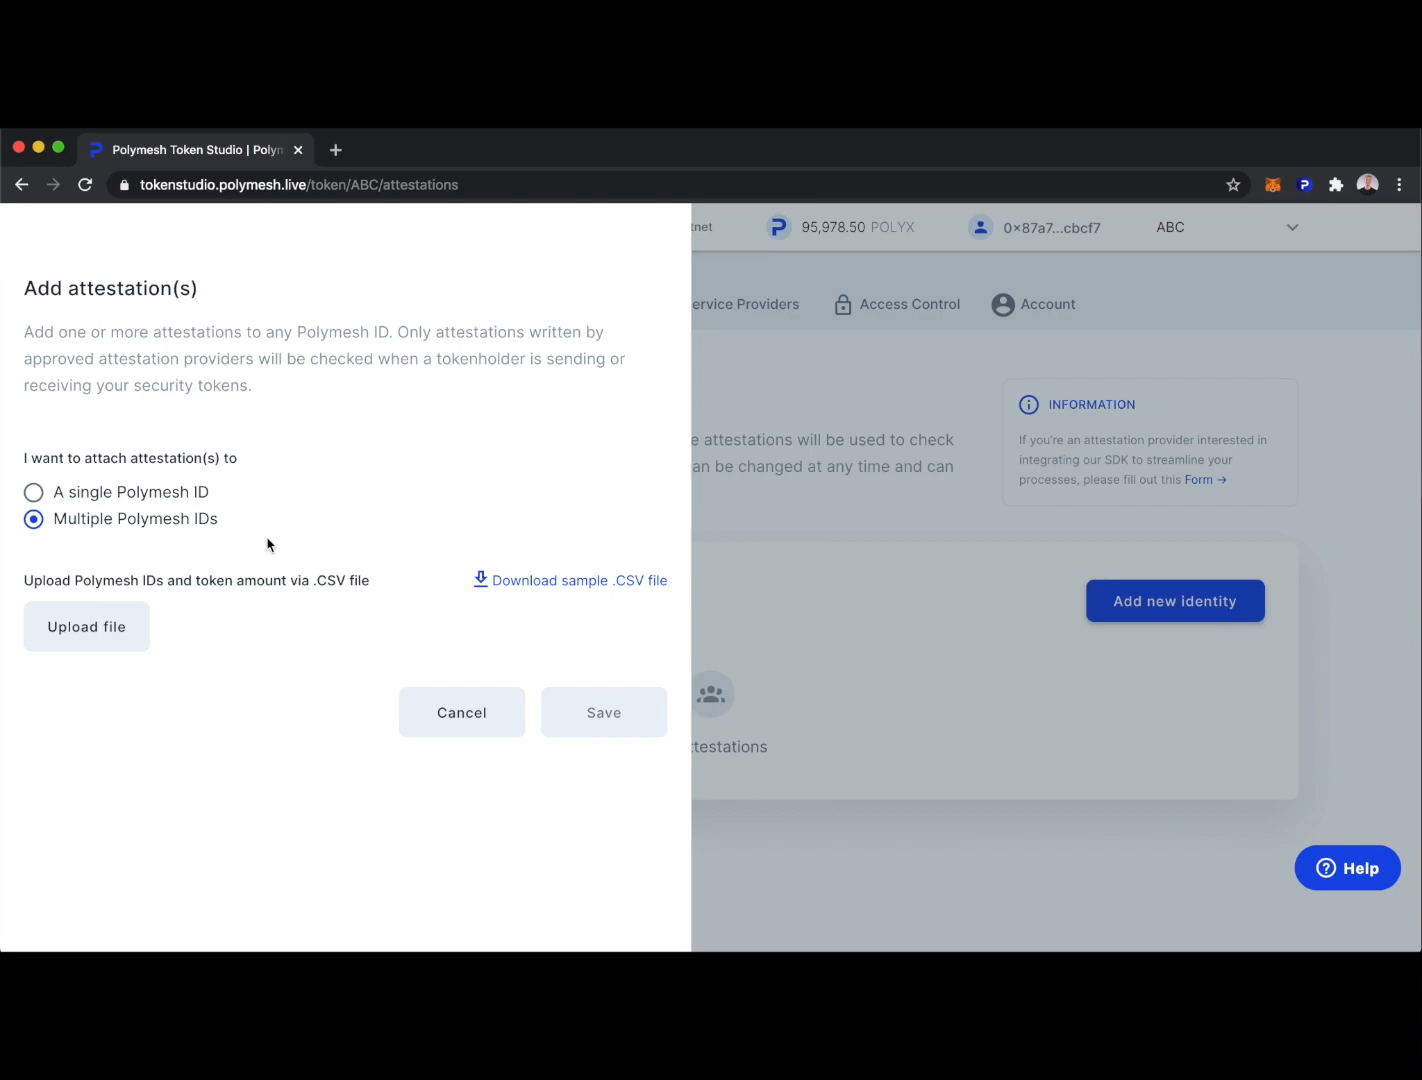 Polymesh Token Studio | Polyn
tokenstudio.polymesh.live/token/ABC/attestations
tnet
95,978.50 POLYX
0×87a7...cbcf7
ABC
ervice Providers
Access Control
Account
Add attestation(s)
Add one or more attestations to any Polymesh ID. Only attestations written by
approved attestation providers will be checked when a tokenholder is sending or
receiving your security tokens.
I want to attach attestation(s) to
A single Polymesh ID
Multiple Polymesh IDs
Upload Polymesh IDs and token amount via .CSV file
Download sample .CSV file
Upload file
Cancel
Save
e attestations will be used to check
an be changed at any time and can
INFORMATION
If you're an attestation provider interested in
integrating our SDK to streamline your
processes, please fill out this Form →
Add new identity
ttestations
Help